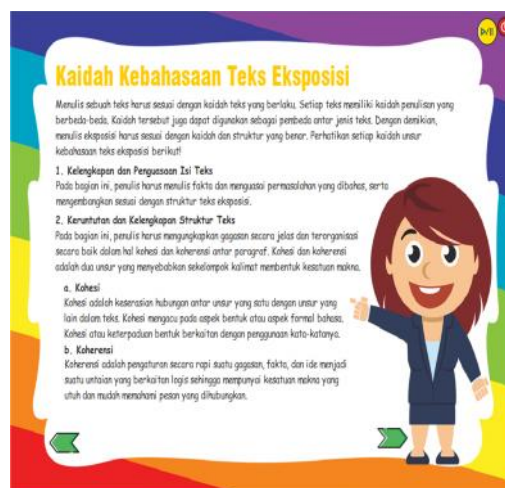 Kaidah Kebahasaan Teks Eksposisi
Menulis sebuah teks harus sesuai dengan kaidah teks yang berlaku. Setiap teks memiliki kaidah penulisan yang
berbeda-beda. Kaidah tersebut juga dapat digunakan sebagai pembeda antar jenis teks. Dengan demikian,
menulis eksposisi harus sesuai dengan kaidah dan struktur yang benar. Perhatikan setiap kaidah unsur
kebahasaan teks eksposisi berikut!
1. Kelengkapan dan Penguasaan Isi Teks
Pada bagian ini, penulis harus menulis fakta dan menguasai permasalahan yang dibahas, serta
mengembangkan sesuai dengan struktur teks eksposisi.
2. Keruntutan dan Kelengkapan Struktur Teks
Pada bagian ini, penulis harus mengungkapkan gagasan secara jelas dan terorganisasi
secara baik dalam hal kohesi dan koherensi antar paragraf. Kohesi dan koherensi
adalah dua unsur yang menyebabkan sekelompok kalimat membentuk kesatuan makna.
a. Kohesi
Kohesi adalah keserasian hubungan antar unsur yang satu dengan unsur yang
lain dalam teks. Kohesi mengacu pada aspek bentuk atau aspek formal bahasa.
Kohesi atau keterpaduan bentuk berkaitan dengan penggunaan kata-katanya.
b. Koherensi
Koherensi adalah pengaturan secara rapi suatu gagasan, fakta, dan ide menjadi
suatu untaian yang berkaitan logis sehingga mempunyai kesatuan makna yang
utuh dan mudah memahami pesan yang dihubungkan.